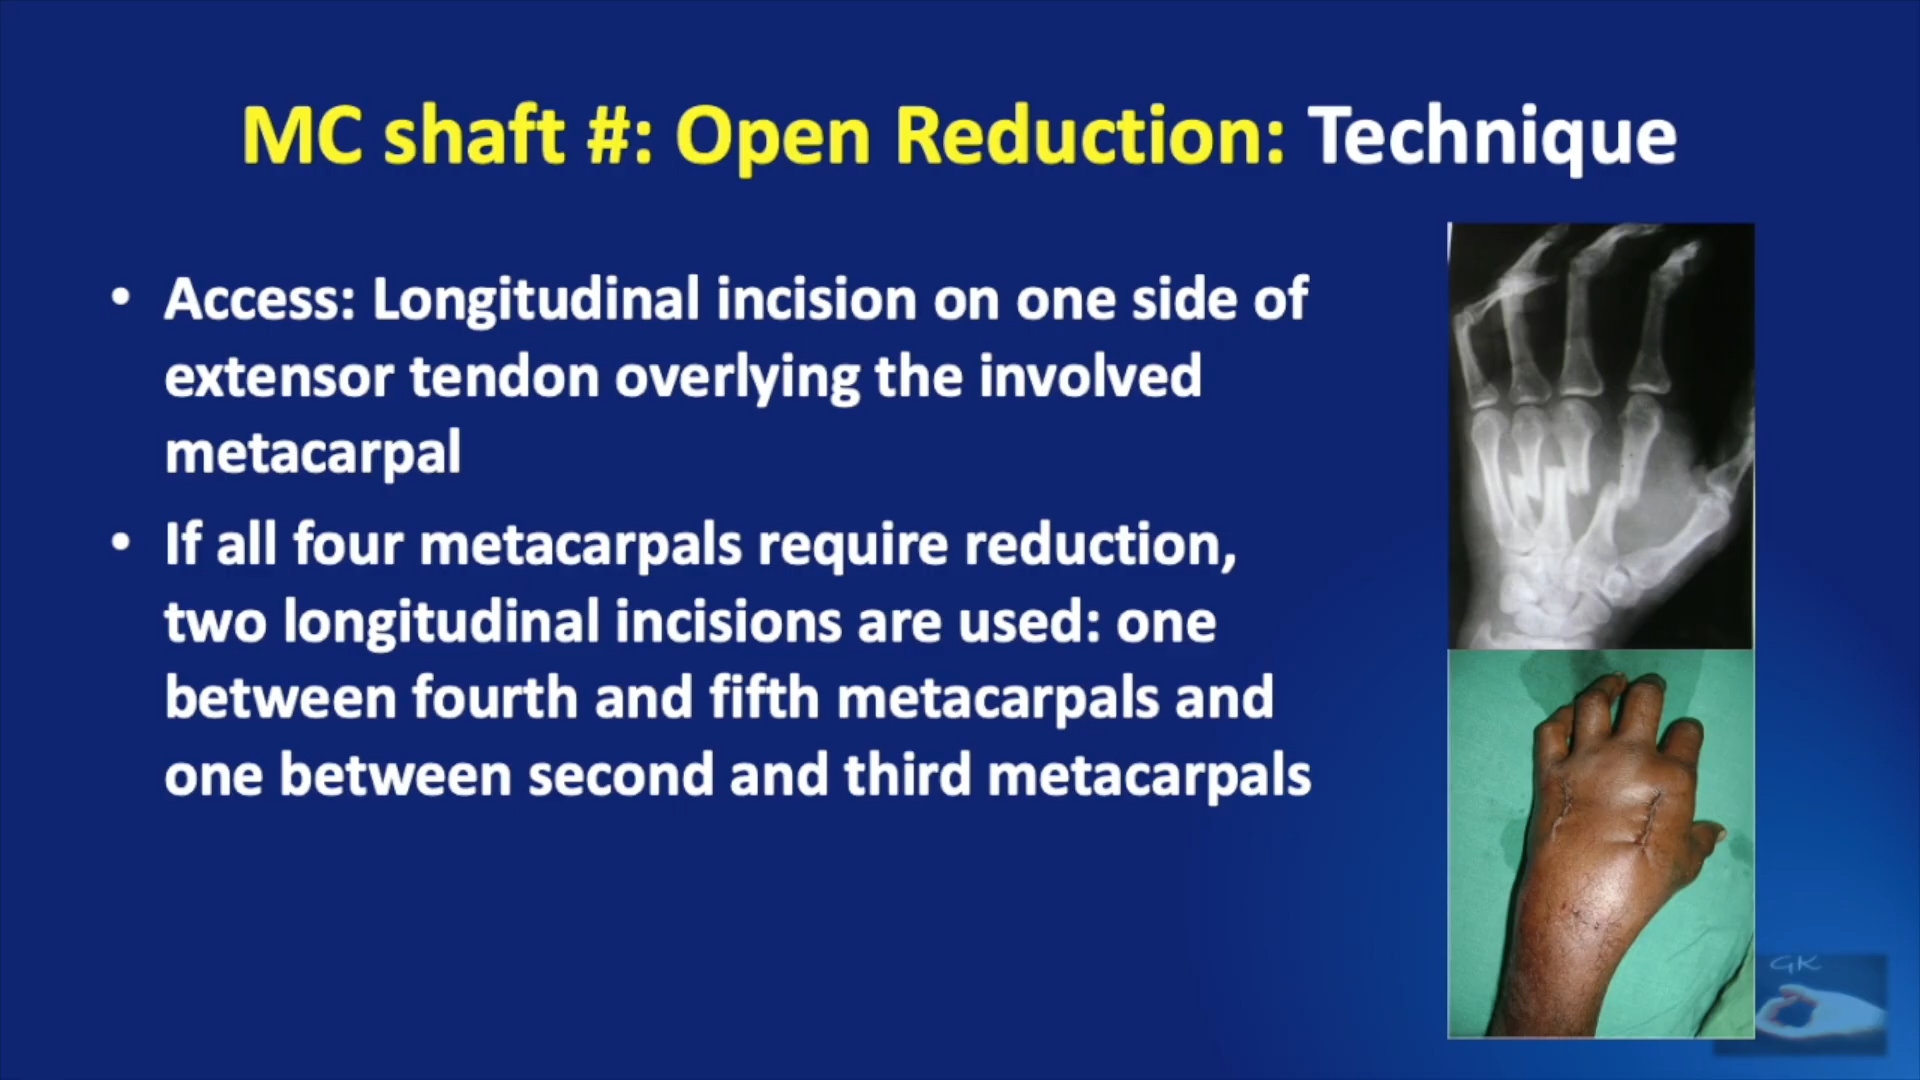 MC shaft #: Open Reduction: Technique
• Access: Longitudinal incision on one side of
extensor tendon overlying the involved
metacarpal
• If all four metacarpals require reduction,
two longitudinal incisions are used: one
between fourth and fifth metacarpals and
one between second and third metacarpals
GK